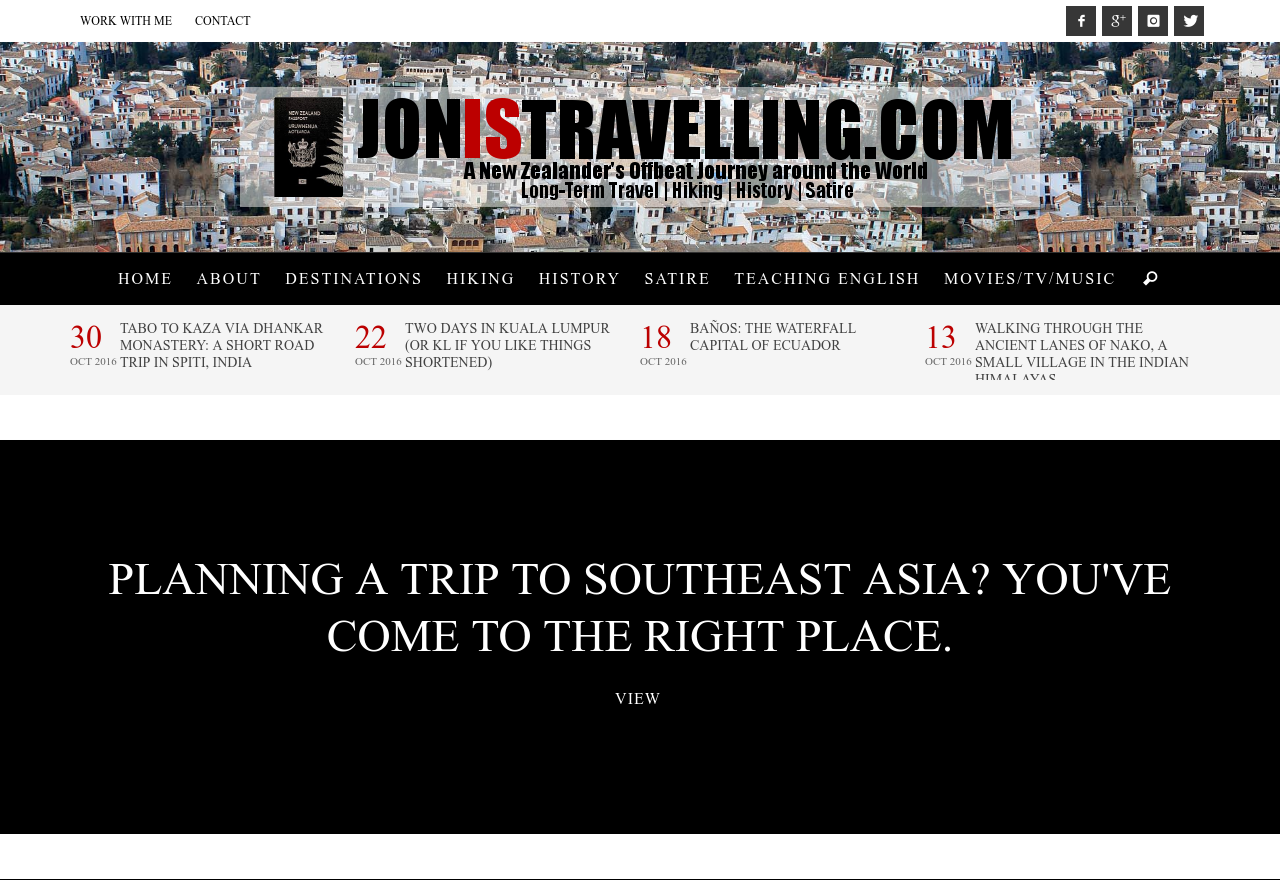 WORK WITH ME CONTACT
NEW ZEALAND
PASSPORT
URUWHENUA
AOTEAROA
JONISTRAVELLING.COM
A New Zealander's Offbeat Journey around the World
Long-Term Travel | Hiking | History | Satire
HOME ABOUT DESTINATIONS HIKING HISTORY SATIRE TEACHING ENGLISH MOVIES/TV/MUSIC
30
OCT 2016
TABO TO KAZA VIA DHANKAR
MONASTERY: A SHORT ROAD
TRIP IN SPITI, INDIA
22
OCT 2016
TWO DAYS IN KUALA LUMPUR
(OR KL IF YOU LIKE THINGS
SHORTENED)
18
OCT 2016
BAÑOS: THE WATERFALL
CAPITAL OF ECUADOR
13
OCT 2016
WALKING THROUGH THE
ANCIENT LANES OF NAKO, A
SMALL VILLAGE IN THE INDIAN
HIMALAYAS
PLANNING A TRIP TO SOUTHEAST ASIA? YOU'VE
COME TO THE RIGHT PLACE.
VIEW